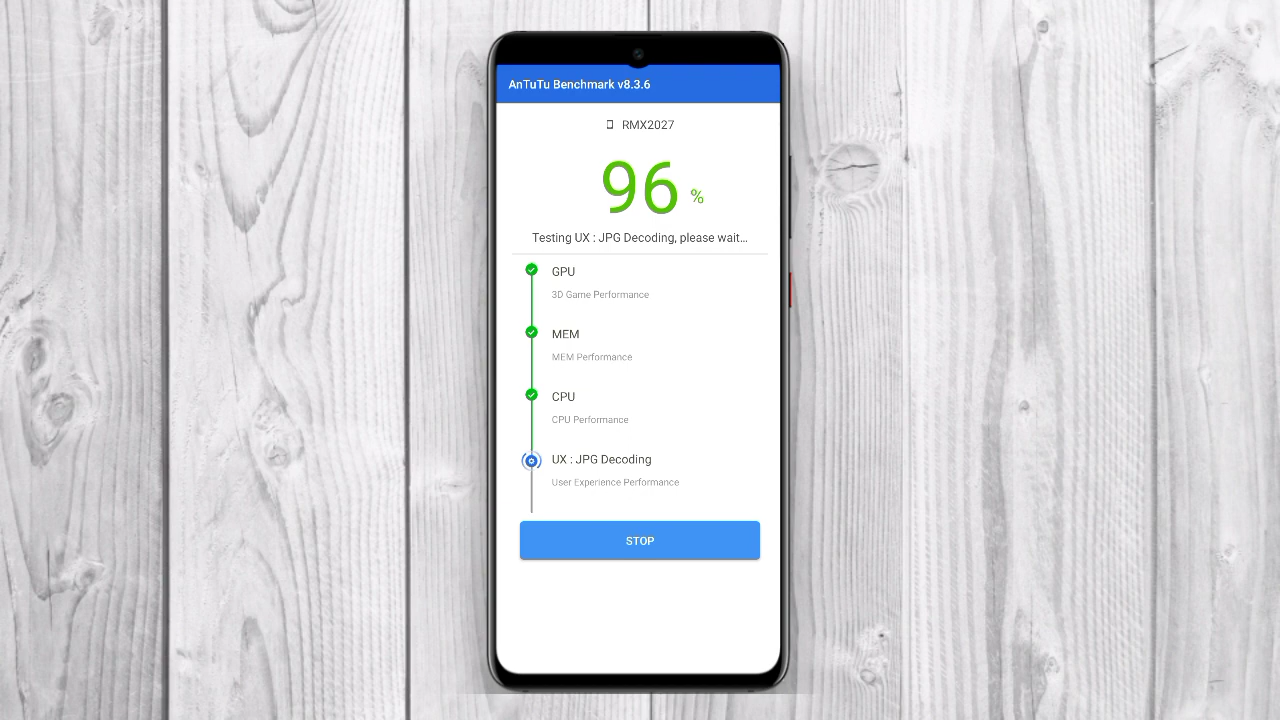 AnTuTu Benchmark v8.3.6
RMX2027
96 %
Testing UX : JPG Decoding, please wait...
GPU
3D Game Performance
MEM
MEM Performance
CPU
CPU Performance
UX : JPG Decoding
User Experience Performance
STOP